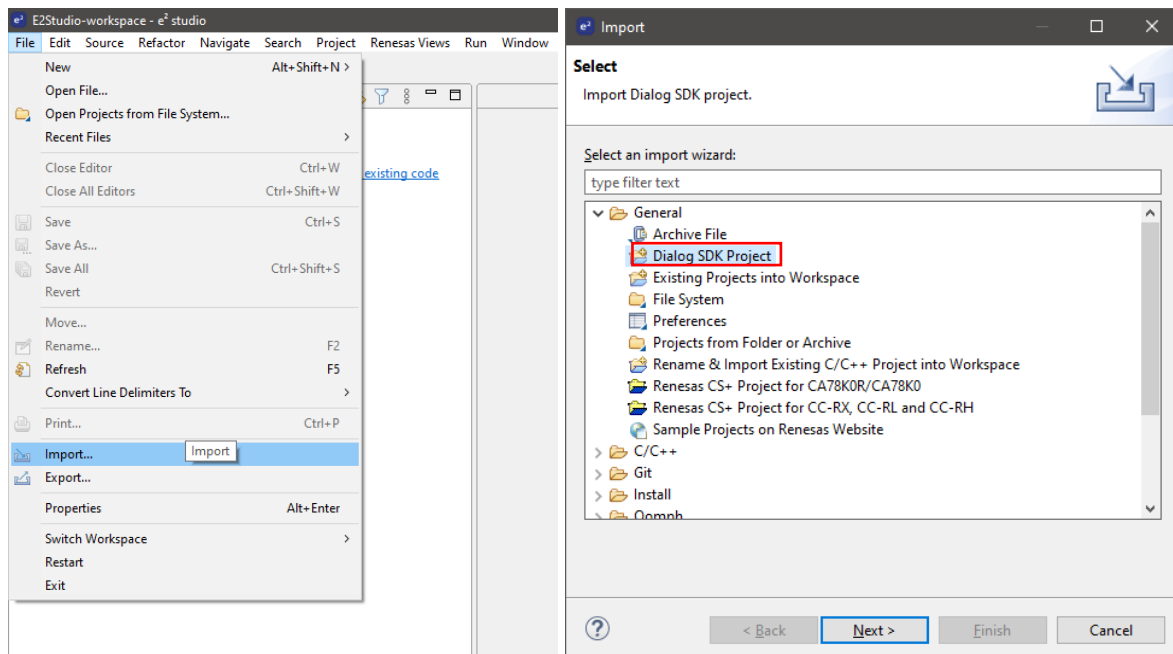 E2Studio-workspace - e² studio
File Edit Source Refactor Navigate Search Project Renesas Views Run Window
New Alt+Shift+N >
Open File...
Open Projects from File System...
Recent Files >
Close Editor Ctrl+W
Close All Editors Ctrl+Shift+W
Save Ctrl+S
Save As...
Save All Ctrl+Shift+S
Revert
Move...
Rename... F2
Refresh F5
Convert Line Delimiters To >
Print... Ctrl+P
Import... Import
Export...
Properties Alt+Enter
Switch Workspace >
Restart
Exit
existing code
e² Import
Select
Import Dialog SDK project.
Select an import wizard:
type filter text
General
Archive File
Dialog SDK Project
Existing Projects into Workspace
File System
Preferences
Projects from Folder or Archive
Rename & Import Existing C/C++ Project into Workspace
Renesas CS+ Project for CA78K0R/CA78K0
Renesas CS+ Project for CC-RX, CC-RL and CC-RH
Sample Projects on Renesas Website
C/C++
Git
Install
Oomph
? < Back Next > Finish Cancel